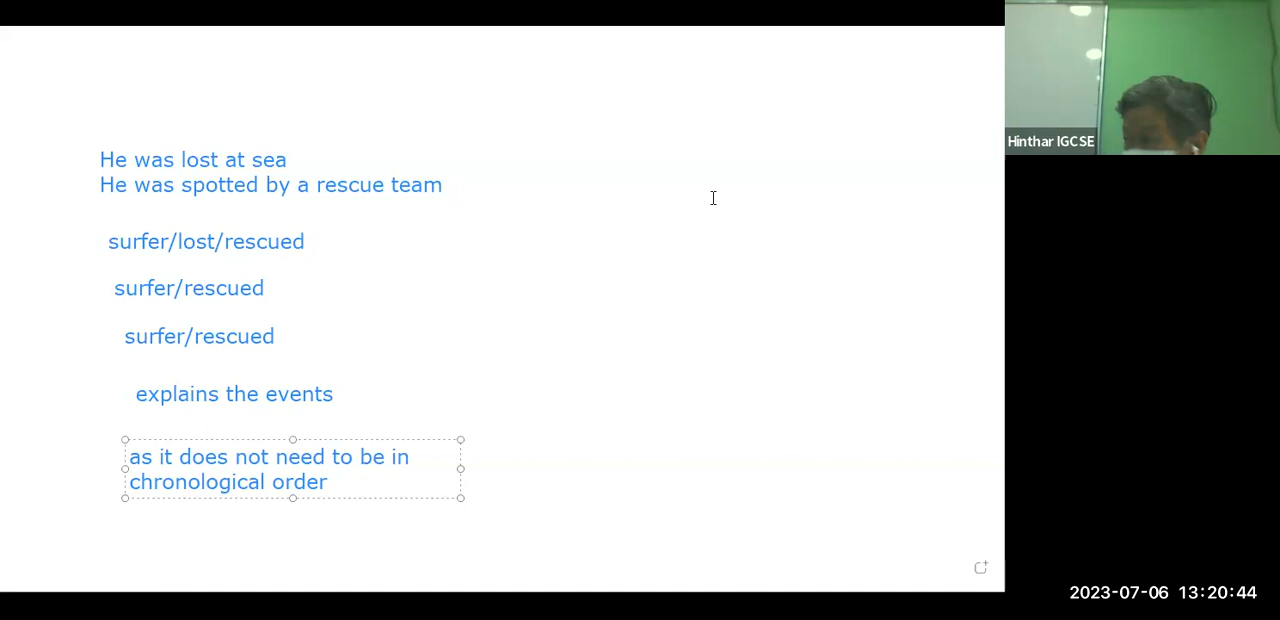 He was lost at sea
He was spotted by a rescue team
surfer/lost/rescued
surfer/rescued
surfer/rescued
explains the events
as it does not need to be in
chronological order
Hinthar IGCSE
2023-07-06 13:20:44